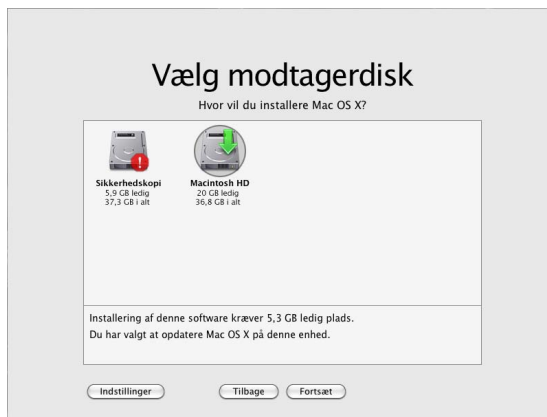 Vælg modtagerdisk
Hvor vil du installere Mac OS X?
Sikkerhedskopi
5,9 GB ledig
37,3 GB i alt
Macintosh HD
20 GB ledig
36,8 GB i alt
Installering af denne software kræver 5,3 GB ledig plads.
Du har valgt at opdatere Mac OS X på denne enhed.
Indstillinger
Tilbage
Fortsæt